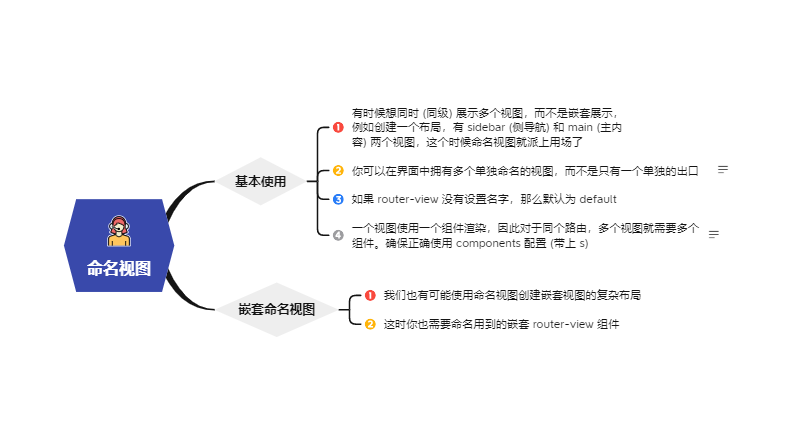 命名视图
基本使用
1
有时候想同时 (同级) 展示多个视图，而不是嵌套展示，
例如创建一个布局，有 sidebar (侧导航) 和 main (主内
容) 两个视图，这个时候命名视图就派上用场了
2
你可以在界面中拥有多个单独命名的视图，而不是只有一个单独的出口
3
如果 router-view 没有设置名字，那么默认为 default
4
一个视图使用一个组件渲染，因此对于同个路由，多个视图就需要多个
组件。确保正确使用 components 配置 (带上 s)
嵌套命名视图
1
我们也有可能使用命名视图创建嵌套视图的复杂布局
2
这时你也需要命名用到的嵌套 router-view 组件